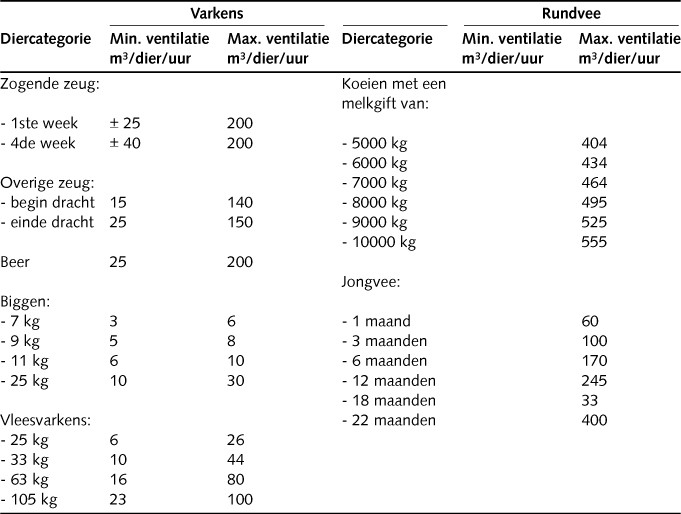 Varkens Rundvee
Diercategorie Min. ventilatie Max. ventilatie Diercategorie Min. ventilatie Max. ventilatie
m³/dier/uur m³/dier/uur m³/dier/uur m³/dier/uur
Zogende zeug: Koeien met een
melkgift van:
- 1ste week ± 25 200
- 4de week ± 40 200 - 5000 kg 404
- 6000 kg 434
Overige zeug: - 7000 kg 464
- begin dracht 15 140 - 8000 kg 495
- einde dracht 25 150 - 9000 kg 525
- 10000 kg 555
Beer 25 200
Jongvee:
Biggen:
- 7 kg 3 6 - 1 maand 60
- 9 kg 5 8 - 3 maanden 100
- 11 kg 6 10 - 6 maanden 170
- 25 kg 10 30 - 12 maanden 245
- 18 maanden 33
Vleesvarkens: - 22 maanden 400
- 25 kg 6 26
- 33 kg 10 44
- 63 kg 16 80
- 105 kg 23 100